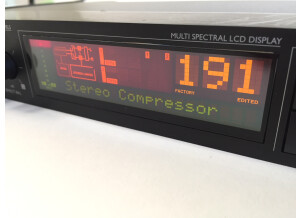 MULTI SPECTRAL LCD DISPLAY
191
FACTORY EDITED
Stereo Compressor